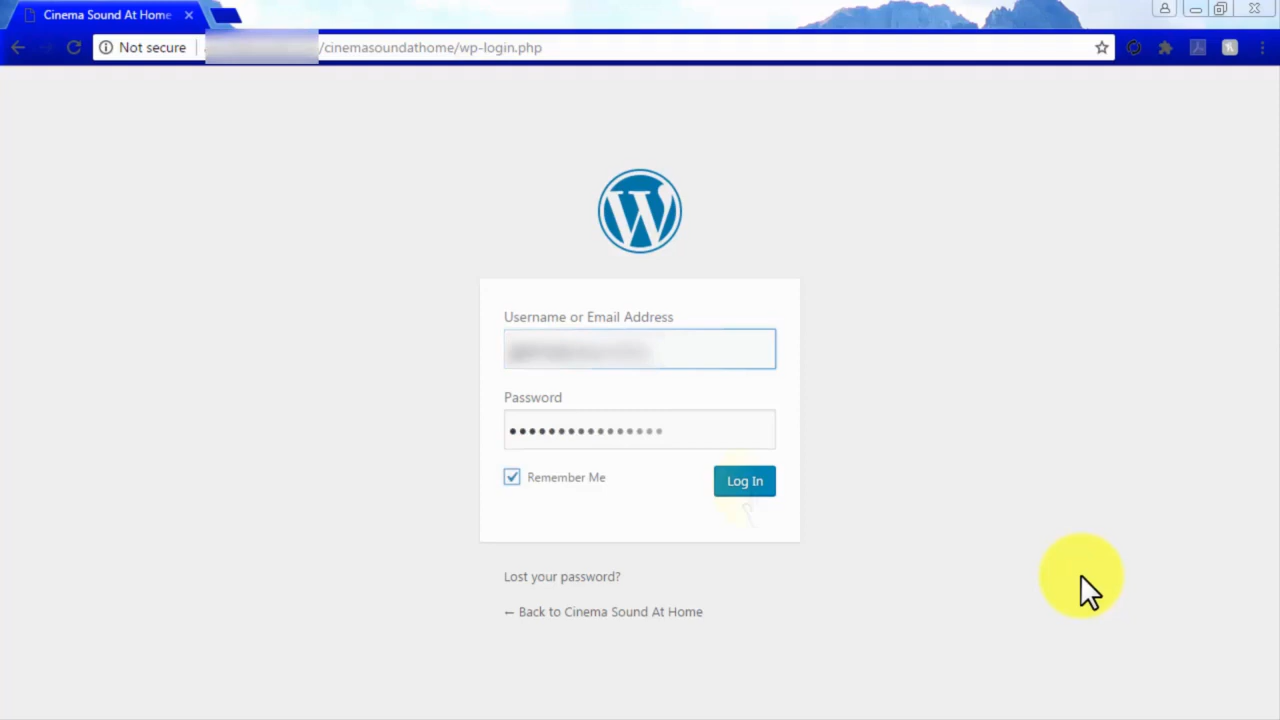 Cinema Sound At Home
Not secure
/cinemasoundathome/wp-login.php
Username or Email Address
Password
Remember Me
Log In
Lost your password?
← Back to Cinema Sound At Home